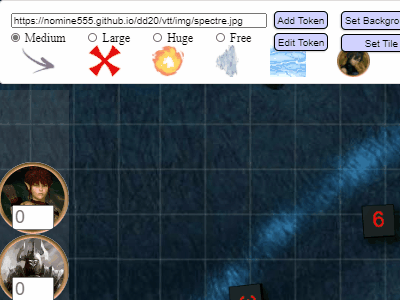 https://nomine555.github.io/dd20/vtt/img/spectre.jpg
Add Token
Set Backgro
Medium
Large
Huge
Free
Edit Token
Set Tile
0
6
0